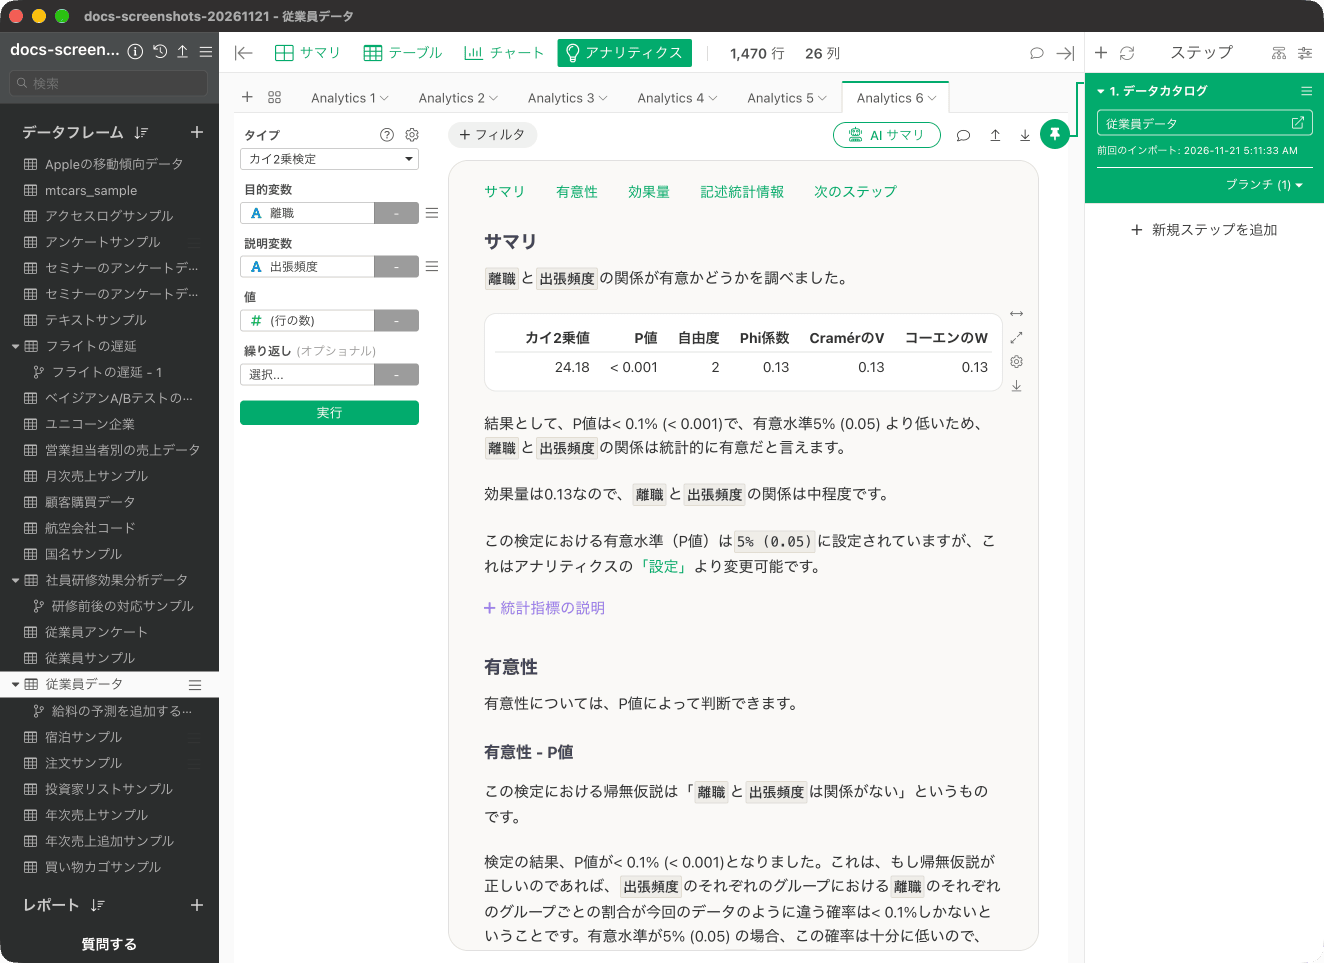 docs-screenshots-20261121 - 従業員データ
docs-screen...
検索
データフレーム
Appleの移動傾向データ
mtcars_sample
アクセスログサンプル
アンケートサンプル
セミナーのアンケートデ...
セミナーのアンケートデ...
テキストサンプル
フライトの遅延
フライトの遅延 - 1
ベイジアンA/Bテストの...
ユニコーン企業
営業担当者別の売上データ
月次売上サンプル
顧客購買データ
航空会社コード
国名サンプル
社員研修効果分析データ
研修前後の対応サンプル
従業員アンケート
従業員サンプル
従業員データ
給料の予測を追加する...
宿泊サンプル
注文サンプル
投資家リストサンプル
年次売上サンプル
年次売上追加サンプル
買い物カゴサンプル
レポート
質問する
サマリ テーブル チャート アナリティクス 1,470 行 26 列
Analytics 1 Analytics 2 Analytics 3 Analytics 4 Analytics 5 Analytics 6
タイプ
カイ2乗検定
目的変数
離職 -
説明変数
出張頻度 -
値
# (行の数) -
繰り返し (オプショナル)
選択... -
実行
+ フィルタ AI サマリ
サマリ 有意性 効果量 記述統計情報 次のステップ
サマリ
離職 と 出張頻度 の関係が有意かどうかを調べました。
カイ2乗値 P値 自由度 Phi係数 CramérのV コーエンのW
24.18 < 0.001 2 0.13 0.13 0.13
結果として、P値は< 0.1% (< 0.001)で、有意水準5% (0.05) より低いため、
離職 と 出張頻度 の関係は統計的に有意だと言えます。
効果量は0.13なので、 離職 と 出張頻度 の関係は中程度です。
この検定における有意水準（P値）は 5% (0.05) に設定されていますが、こ
れはアナリティクスの「設定」より変更可能です。
+ 統計指標の説明
有意性
有意性については、P値によって判断できます。
有意性 - P値
この検定における帰無仮説は「 離職 と 出張頻度 は関係がない」というもの
です。
検定の結果、P値が< 0.1% (< 0.001)となりました。これは、もし帰無仮説が
正しいのであれば、 出張頻度 のそれぞれのグループにおける 離職 のそれぞれ
のグループごとの割合が今回のデータのように違う確率は< 0.1%しかないと
いうことです。有意水準が5% (0.05) の場合、この確率は十分に低いので、
ステップ
1. データカタログ
従業員データ
前回のインポート: 2026-11-21 5:11:33 AM
ブランチ (1)
+ 新規ステップを追加